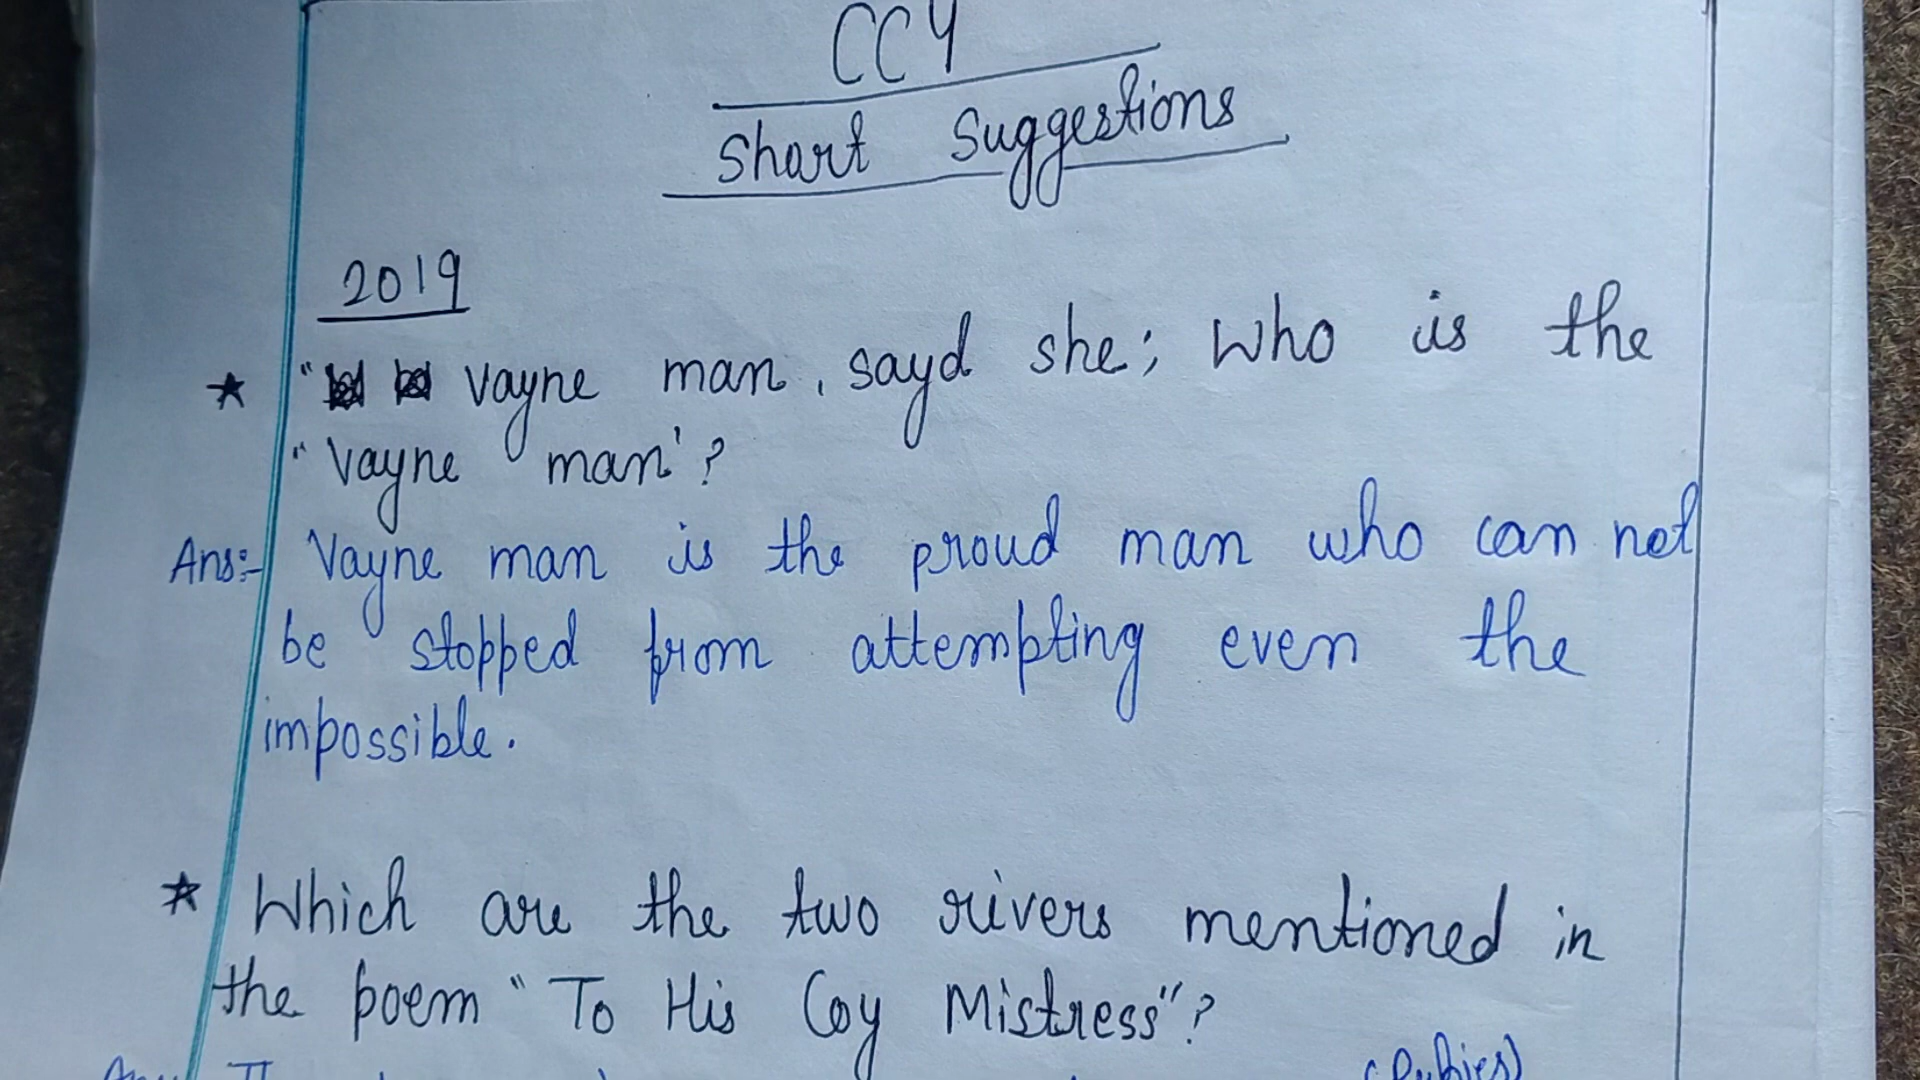 CC4
Short Suggestions
2019
★ " Vayne man, sayd she; Who is the
"Vayne man'?
Ans:- Vayne man is the proud man who can not
be stopped from attempting even the
impossible.
★ Which are the two rivers mentioned in
the poem "To His Coy Mistress"?
(Rubies)